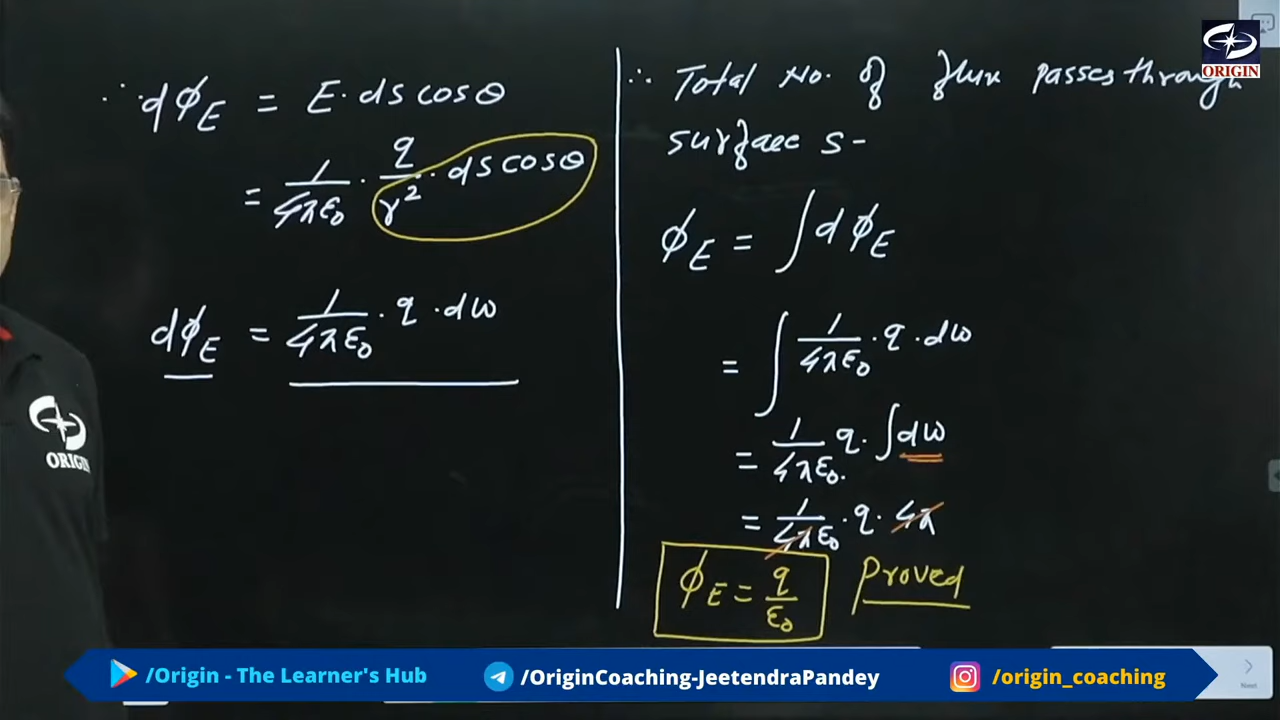 ∴ dϕE = E · ds cosθ
= 1/4πε0 · q/r² · ds cosθ
dϕE = 1/4πε0 · q · dω
∴ Total No. of flux passes through
surface s-
ϕE = ∫ dϕE
= ∫ 1/4πε0 · q · dω
= 1/4πε0 q · ∫dω
= 1/4πε0 · q · 4π
ϕE = q/ε0 Proved
ORIGIN
ORIGIN
Next
/Origin - The Learner's Hub
/OriginCoaching-JeetendraPandey
/origin_coaching